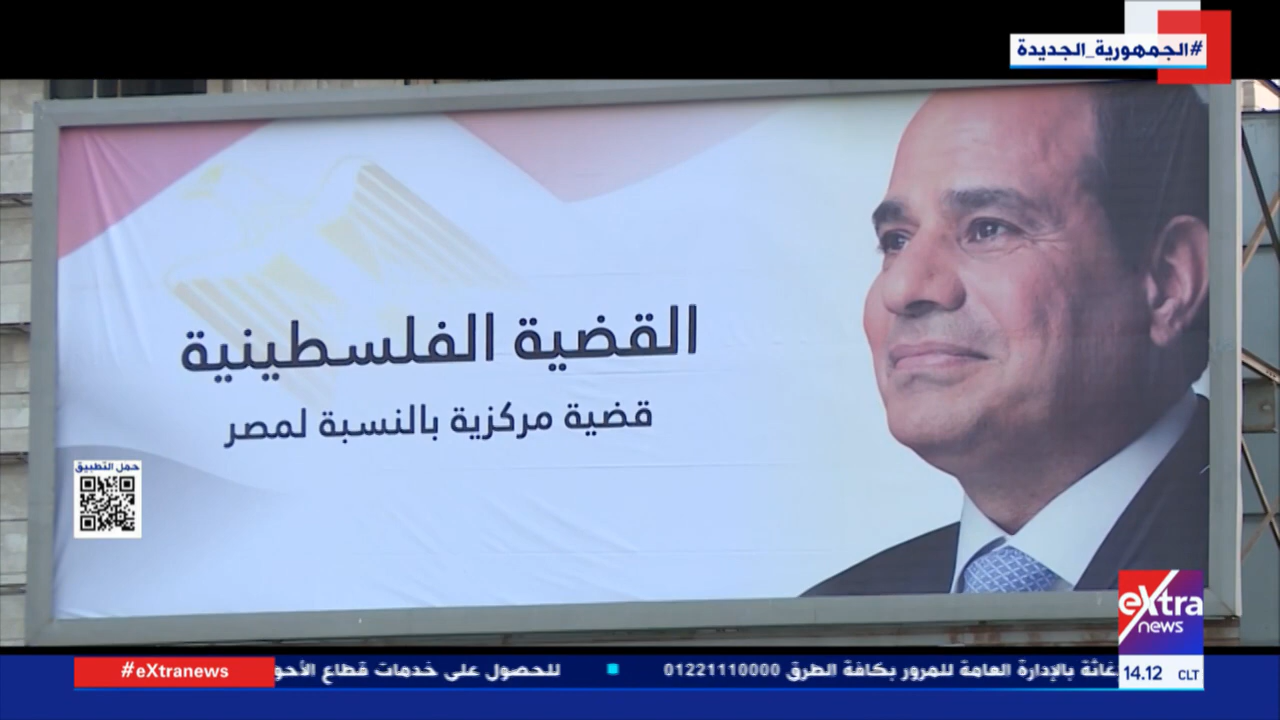 #الجمهورية_الجديدة
القضية الفلسطينية
قضية مركزية بالنسبة لمصر
حمل التطبيق
eXtra
news
#eXtranews
بالإدارة العامة للمرور بكافة الطرق 01221110000 ■ للحصول على خدمات قطاع
14.12 CLT